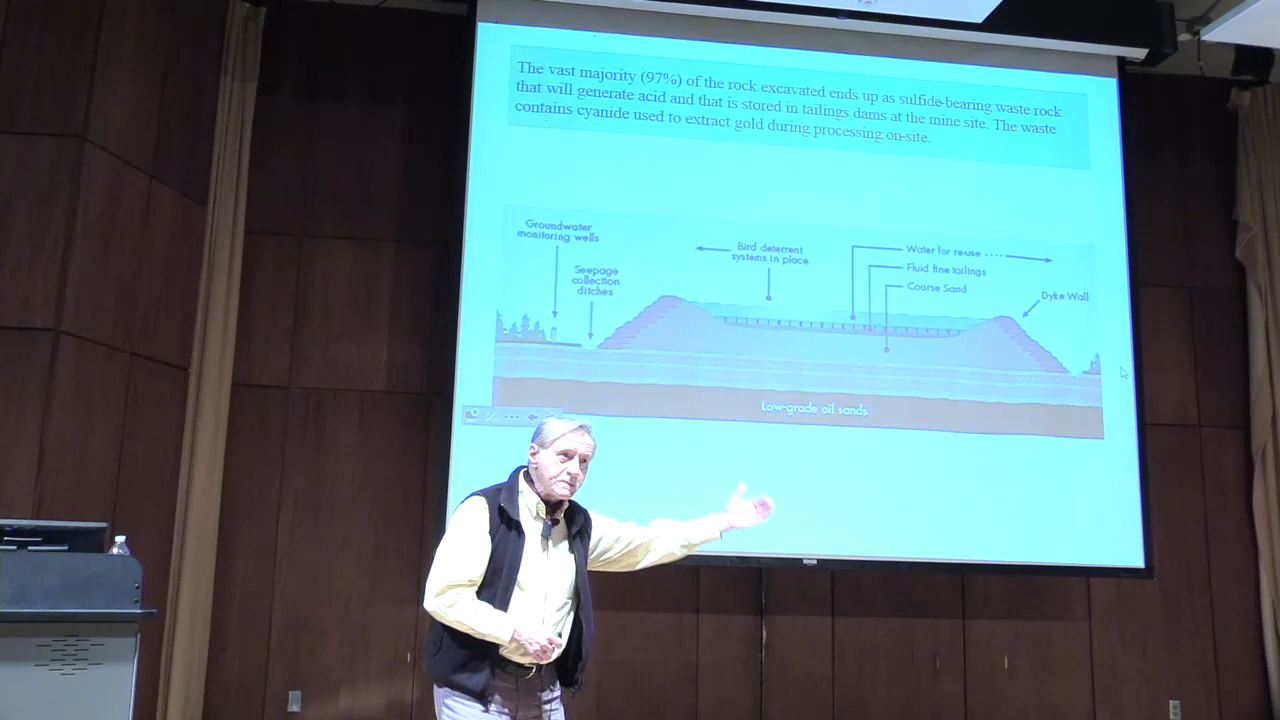 The vast majority (97%) of the rock excavated ends up as sulfide-bearing waste rock
that will generate acid and that is stored in tailings dams at the mine site. The waste
contains cyanide used to extract gold during processing on-site.
Groundwater
monitoring wells
Seepage
collection
ditches
Bird deterrent
systems in place
Water for re-use
Fluid fine tailings
Coarse Sand
Dyke Wall
Low-grade oil sands